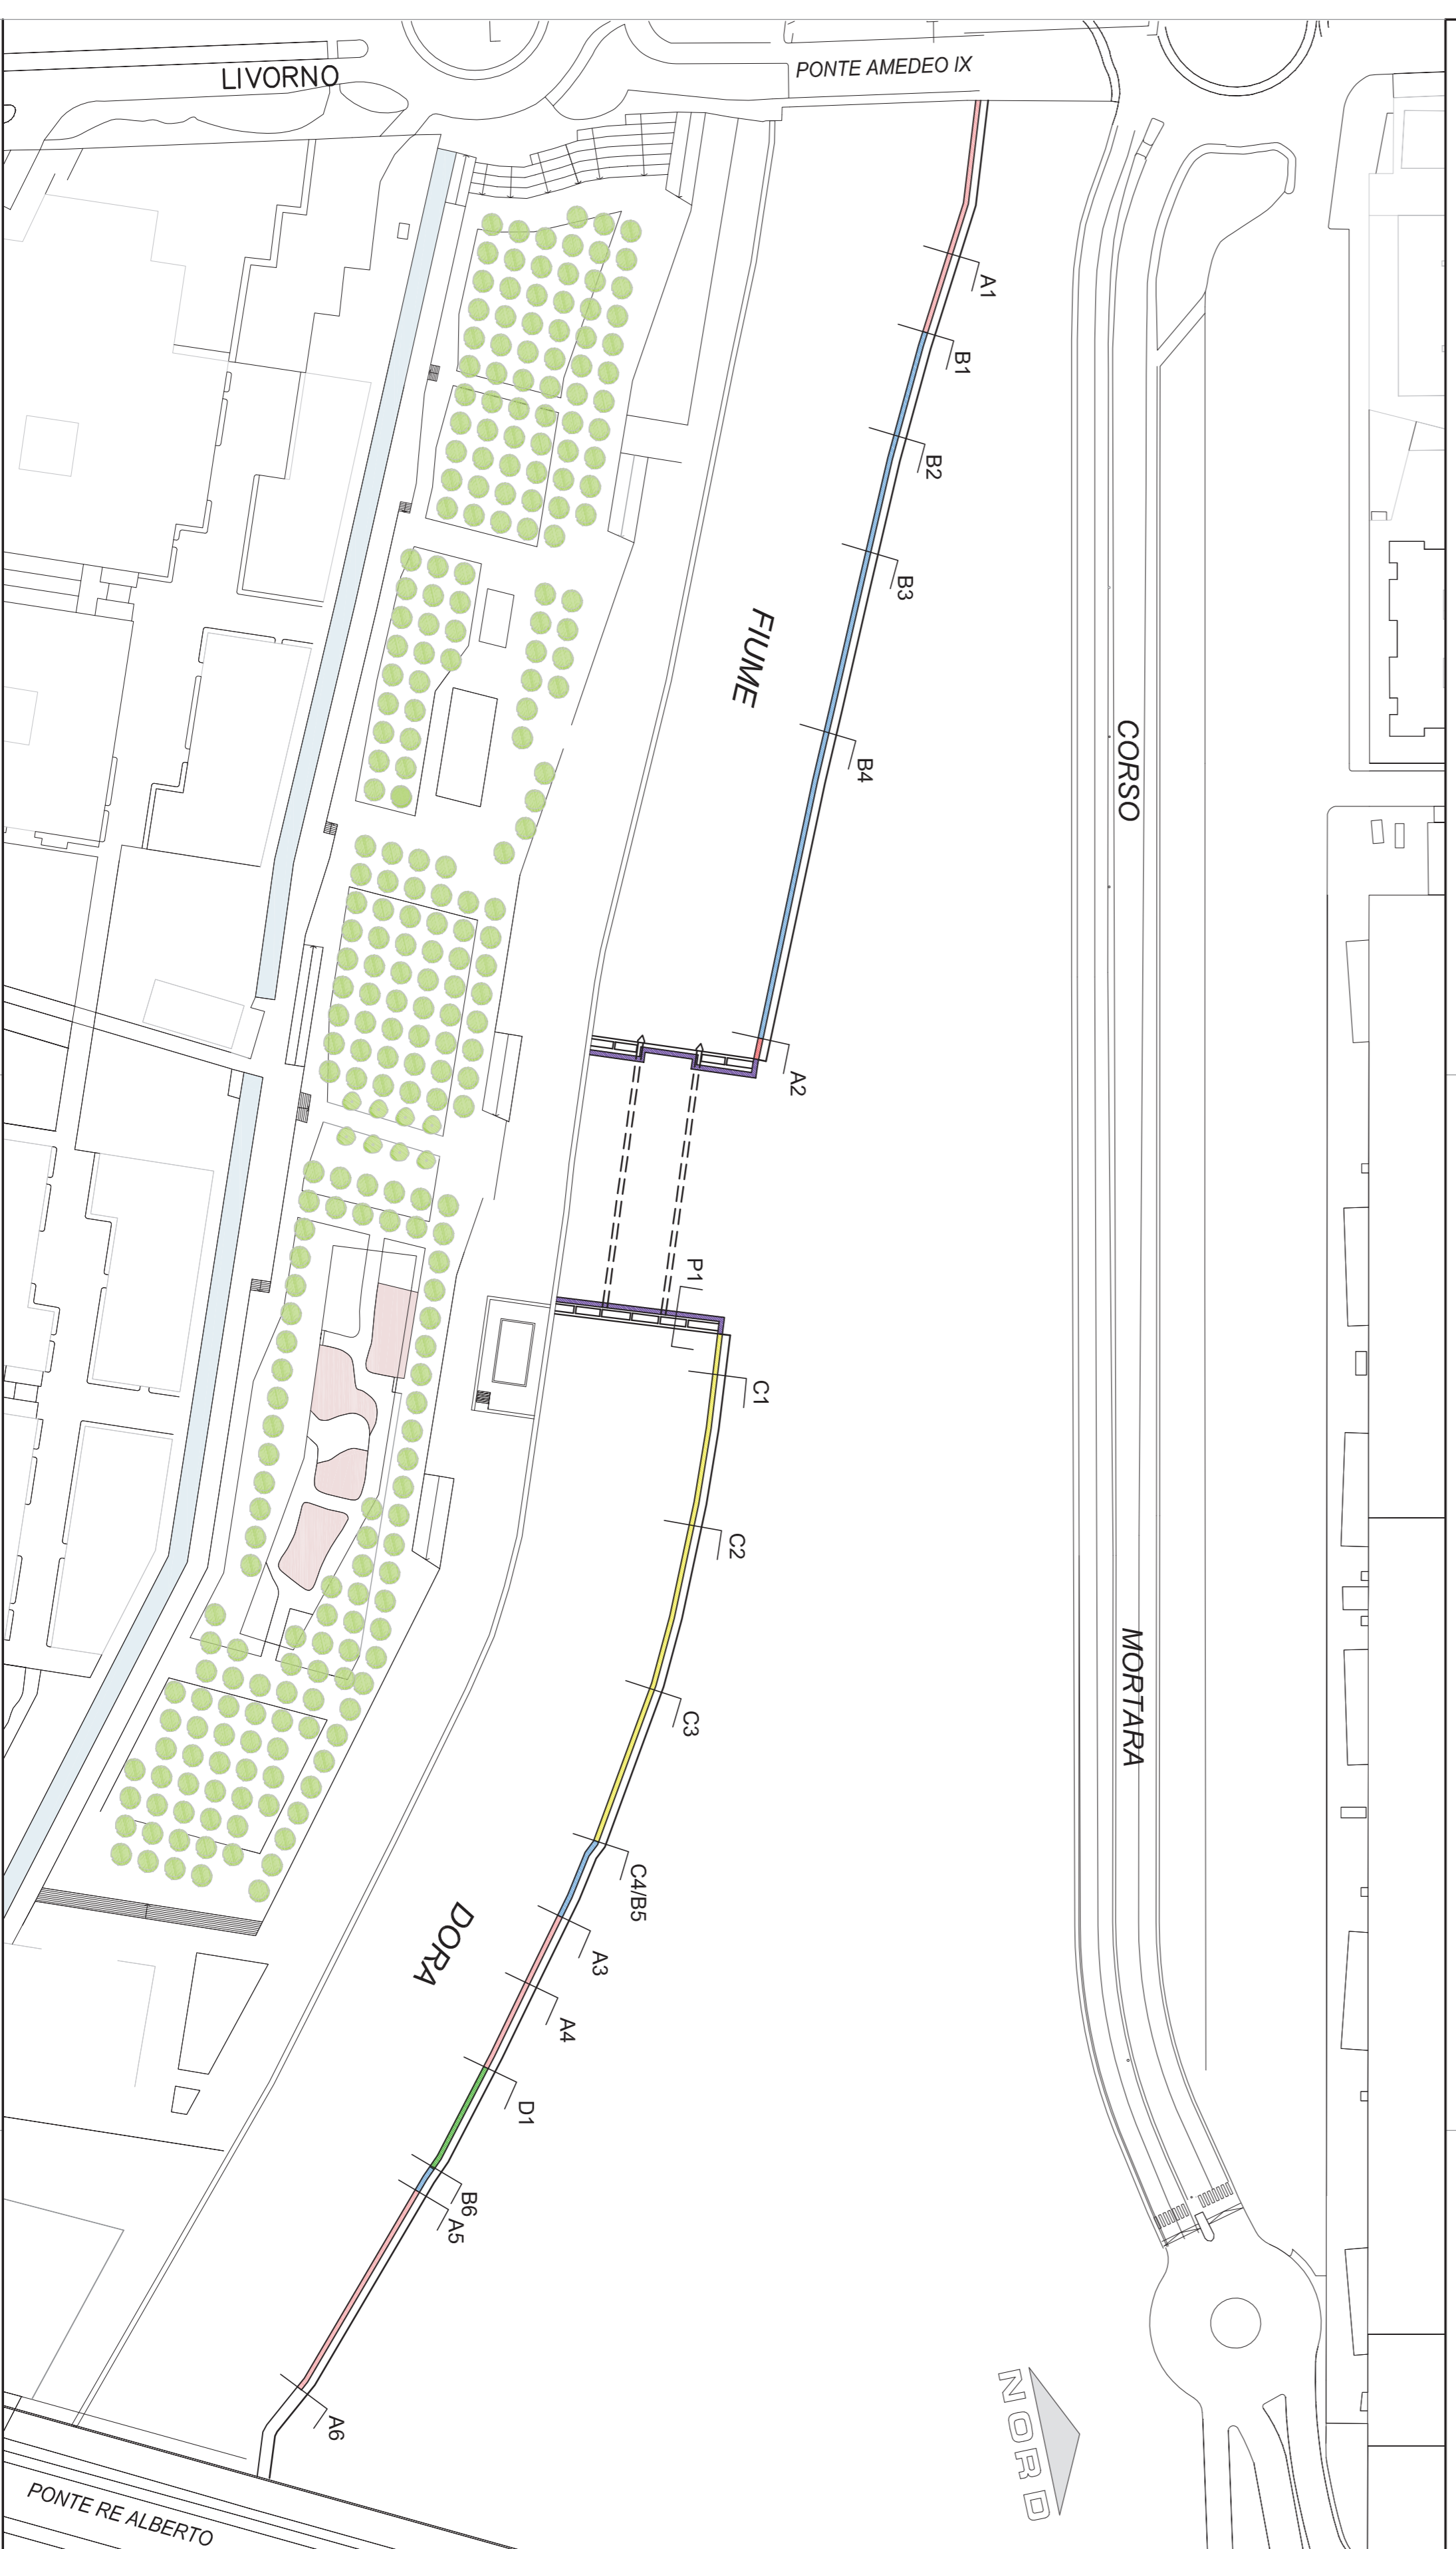 LIVORNO
PONTE AMEDEO IX
A1
B1
B2
B3
FIUME
B4
CORSO
A2
P1
C1
C2
C3
MORTARA
C4/B5
A3
DORA
A4
D1
B6
A5
A6
NORD
PONTE RE ALBERTO